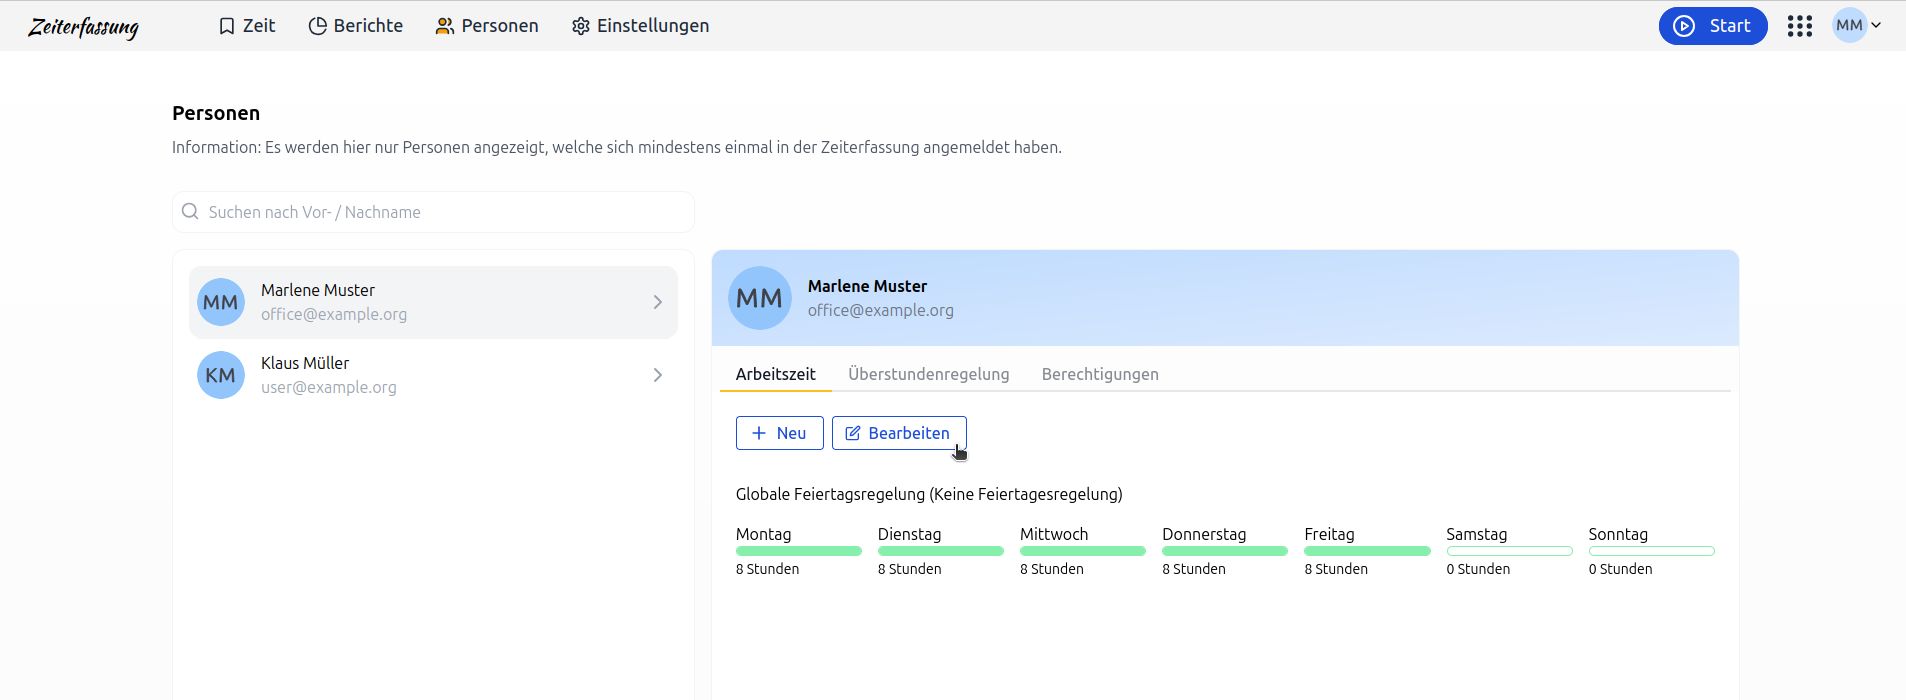 Zeiterfassung Zeit Berichte Personen Einstellungen Start MM
Personen
Information: Es werden hier nur Personen angezeigt, welche sich mindestens einmal in der Zeiterfassung angemeldet haben.
Suchen nach Vor- / Nachname
MM Marlene Muster
office@example.org
KM Klaus Müller
user@example.org
MM Marlene Muster
office@example.org
Arbeitszeit Überstundenregelung Berechtigungen
Neu Bearbeiten
Globale Feiertagsregelung (Keine Feiertagesregelung)
Montag Dienstag Mittwoch Donnerstag Freitag Samstag Sonntag
8 Stunden 8 Stunden 8 Stunden 8 Stunden 8 Stunden 0 Stunden 0 Stunden